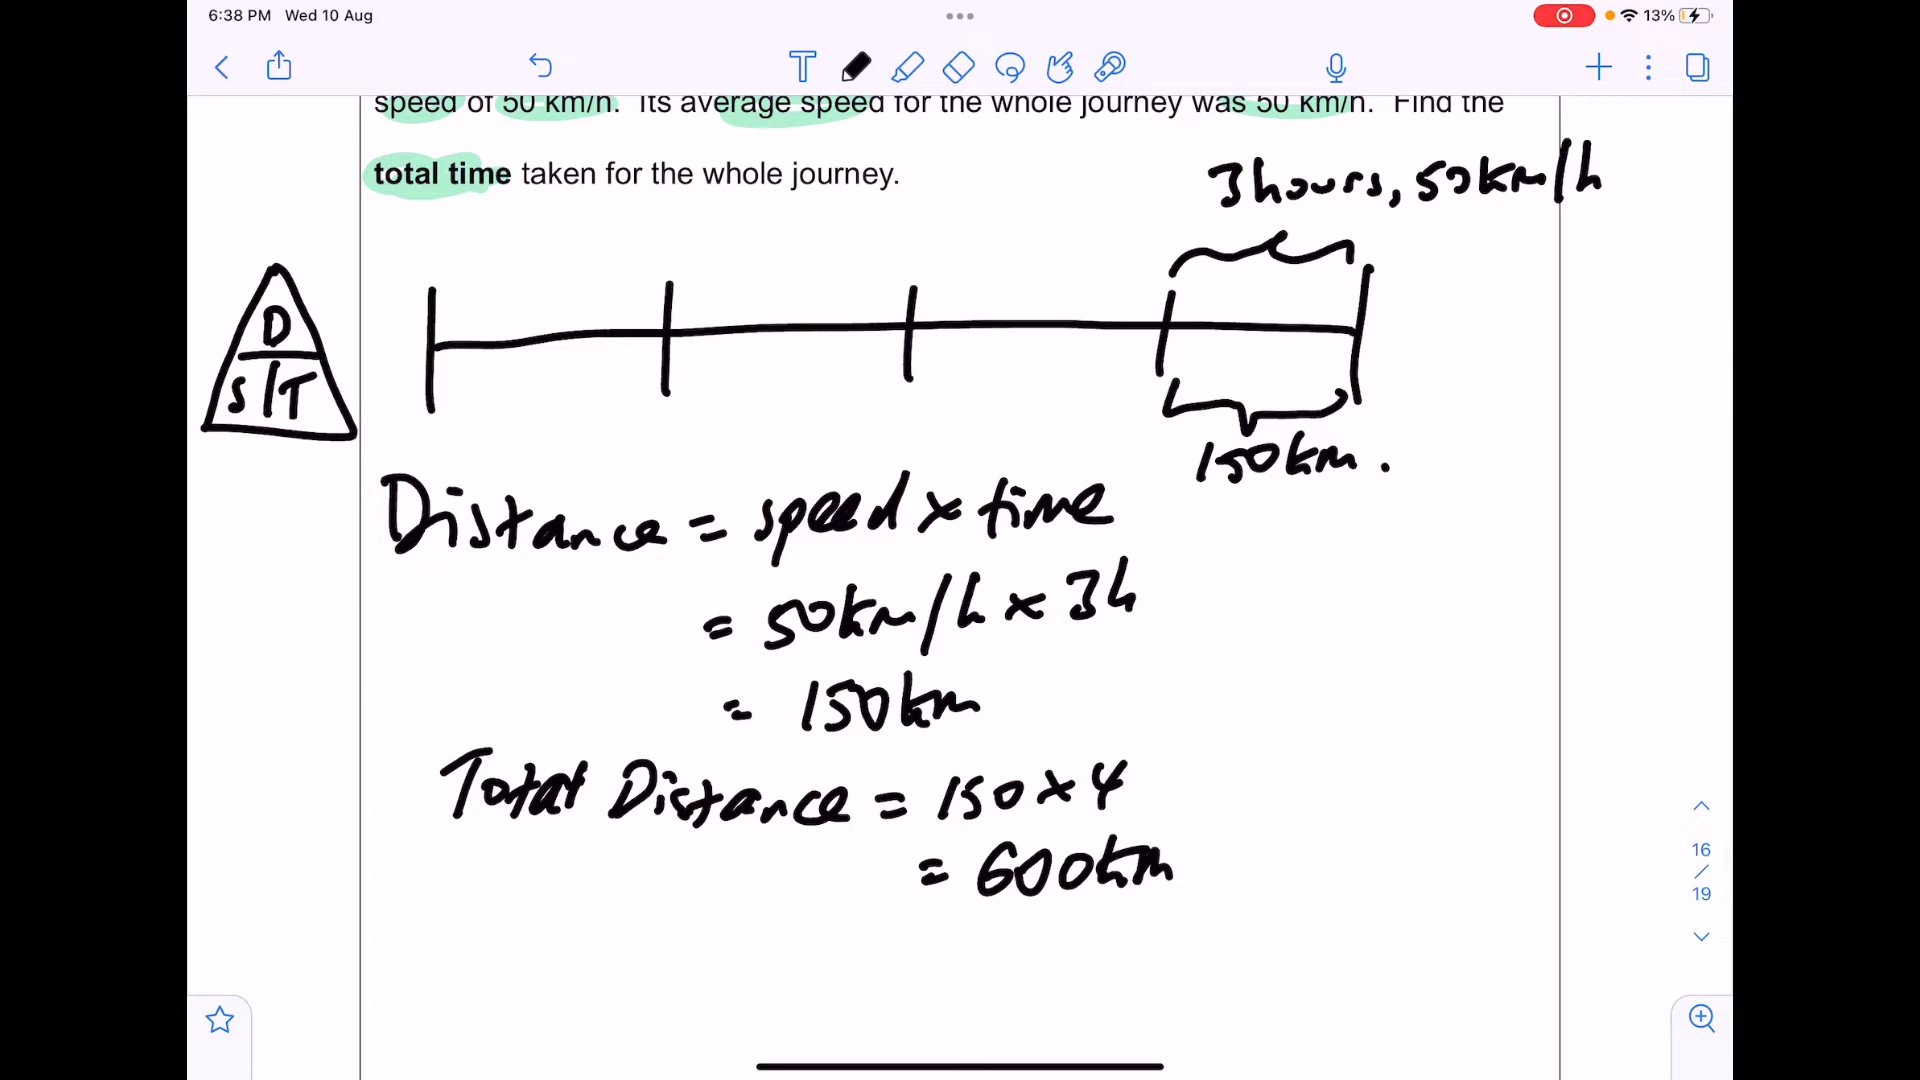 6:38 PM Wed 10 Aug
13%
T
speed of 50 km/h. Its average speed for the whole journey was 50 km/h. Find the
total time taken for the whole journey.
3hours, 50km/h
D
S/T
150km.
Distance = speed × time
= 50km/h × 3h
= 150km
Total Distance = 150 × 4
= 600km
16
/
19